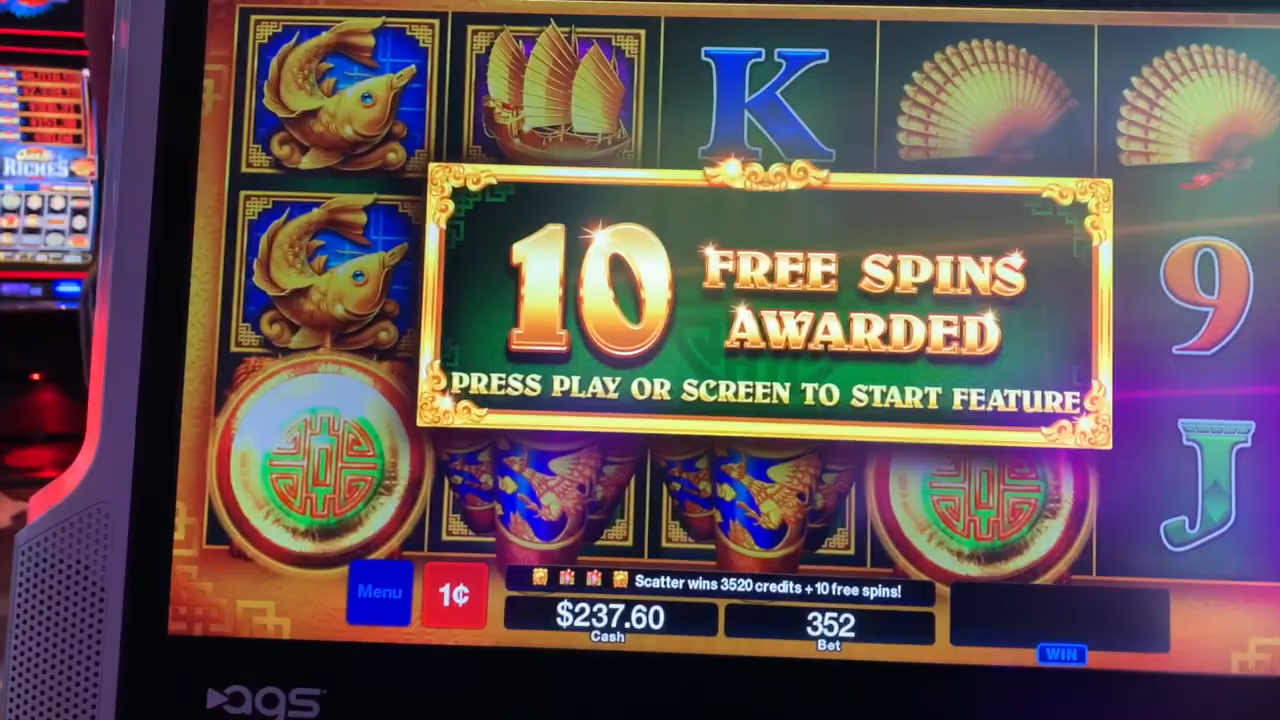 K
10 FREE SPINS
AWARDED
PRESS PLAY OR SCREEN TO START FEATURE
9
J
Menu
1¢
Scatter wins 3520 credits + 10 free spins!
$237.60
Cash
352
Bet
WIN
ags
RICHES